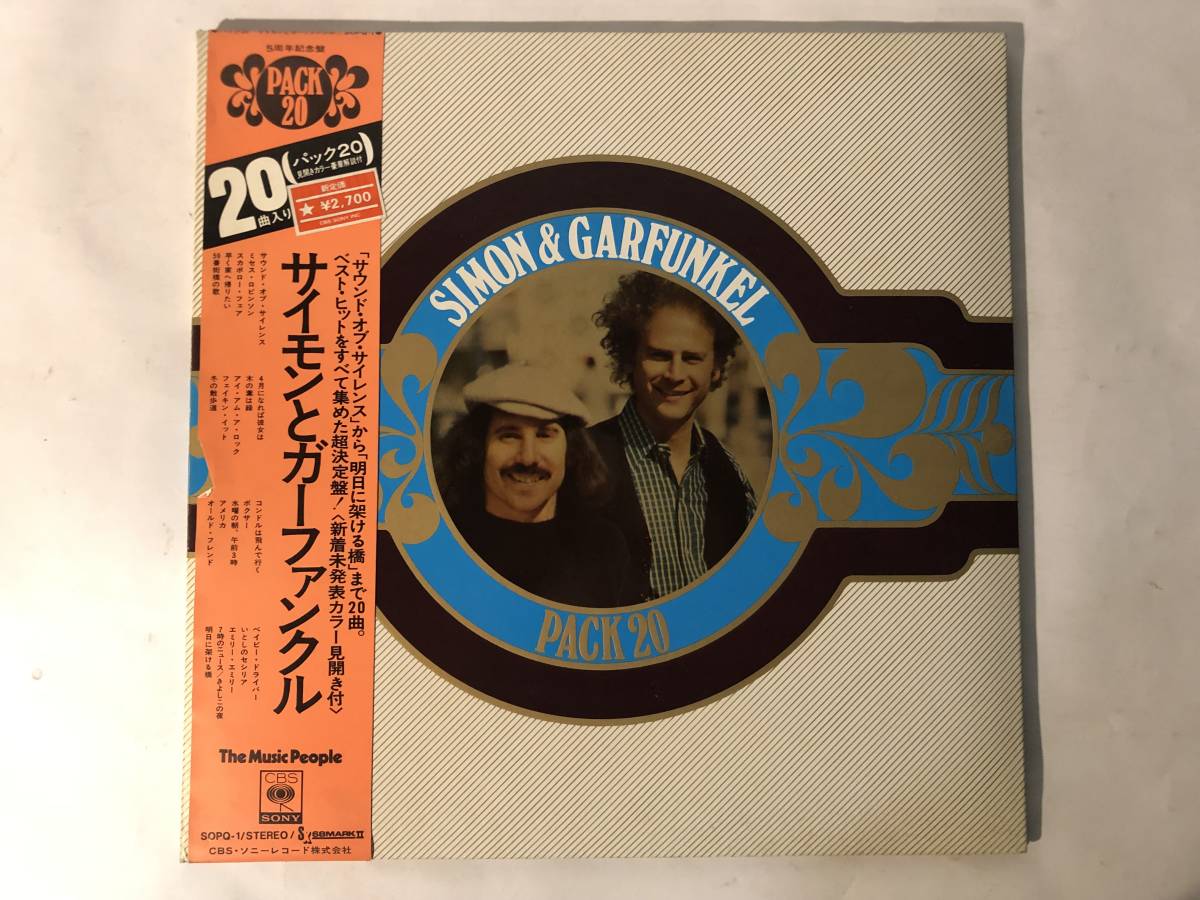 5周年記念盤
PACK
20
20
曲入り
(パック20)
見開きカラー豪華解説付
新定価
★ ¥2,700
CBS SONY INC
「サウンド・オブ・サイレンス」から「明日に架ける橋」まで20曲。
ベスト・ヒットをすべて集めた超決定盤!〈新着未発表カラー見開き付〉
サイモンとガーファンクル
サウンド・オブ・サイレンス
ミセス・ロビンソン
スカボロー・フェア
早く家へ帰りたい
59番街橋の歌
4月になれば彼女は
木の葉は緑
アイ・アム・ア・ロック
フェイキン・イット
冬の散歩道
コンドルは飛んで行く
ボクサー
水曜の朝、午前3時
アメリカ
オールド・フレンド
ベイビー・ドライバー
いとしのセシリア
エミリー・エミリー
7時のニュース/きよしこの夜
明日に架ける橋
The Music People
CBS
SONY
SOPQ-1/STEREO/SX68MARKII
CBS・ソニーレコード株式会社
SIMON & GARFUNKEL
PACK 20